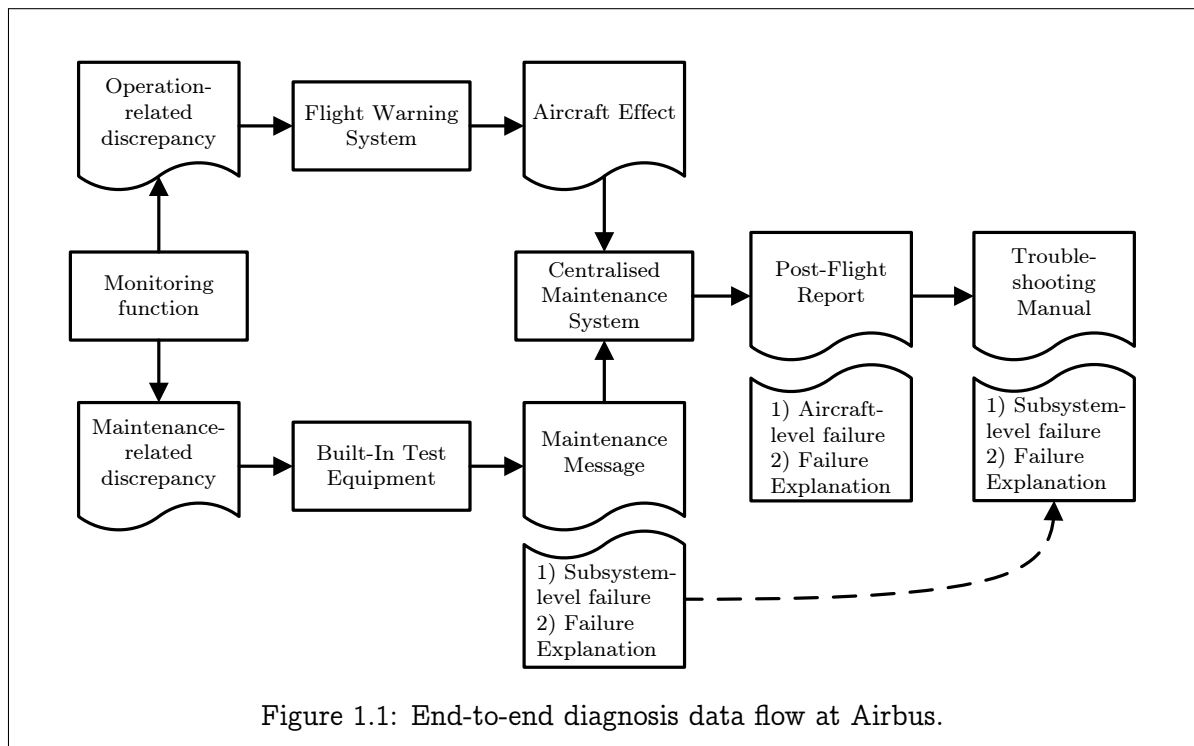 Operation-
related
discrepancy
Flight Warning
System
Aircraft Effect
Monitoring
function
Centralised
Maintenance
System
Post-Flight
Report
Trouble-
shooting
Manual
Maintenance-
related
discrepancy
Built-In Test
Equipment
Maintenance
Message
1) Aircraft-
level failure
2) Failure
Explanation
1) Subsystem-
level failure
2) Failure
Explanation
1) Subsystem-
level failure
2) Failure
Explanation
Figure 1.1: End-to-end diagnosis data flow at Airbus.